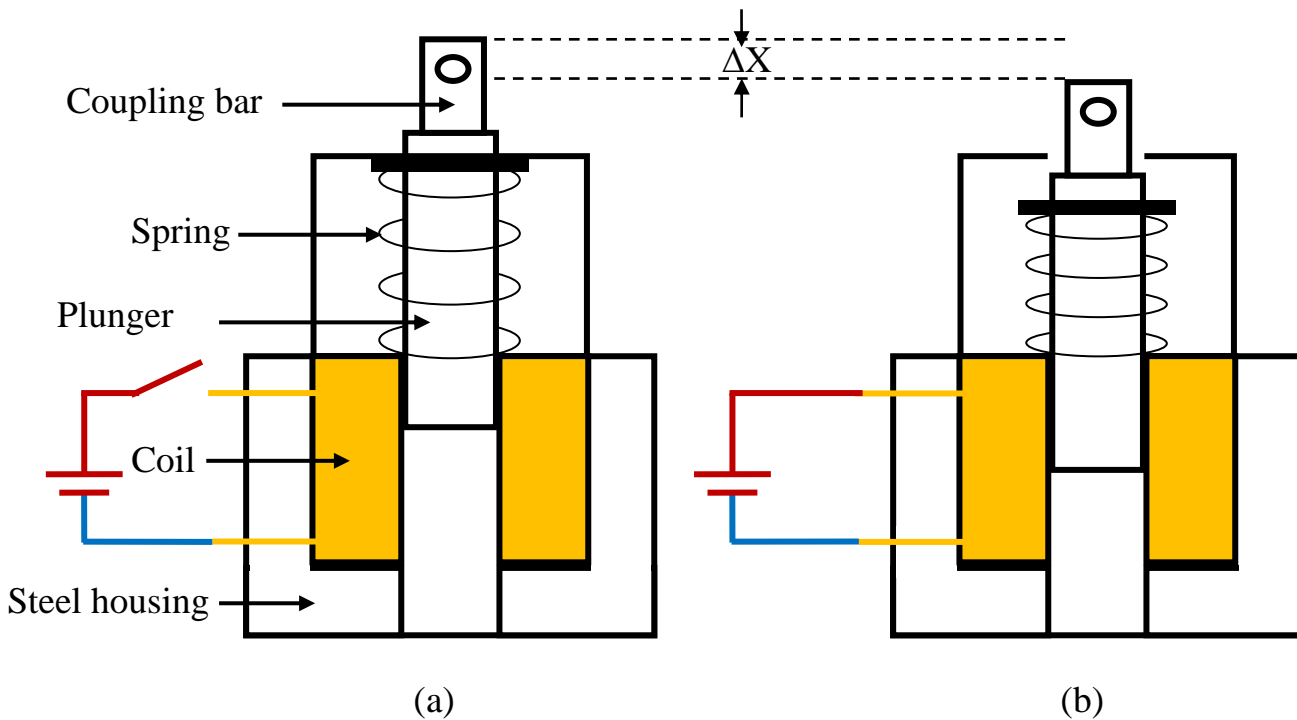 ΔX
Coupling bar
Spring
Plunger
Coil
Steel housing
(a)
(b)